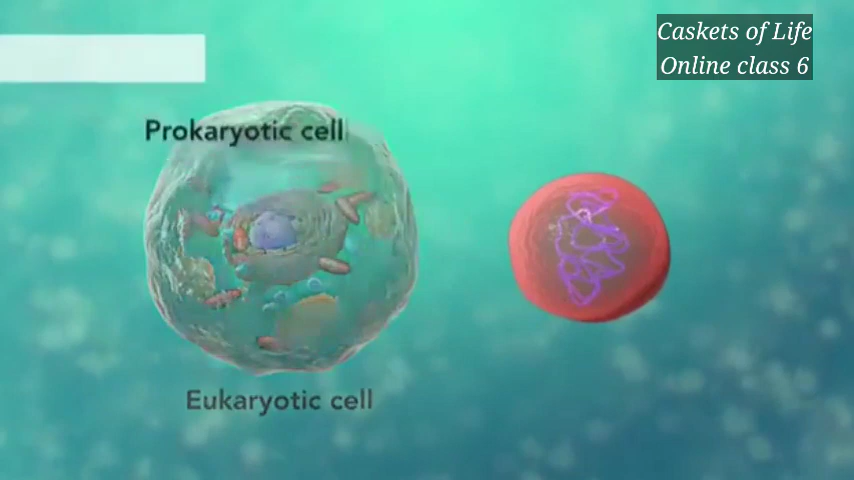 Caskets of Life
Online class 6
Prokaryotic cell
Eukaryotic cell